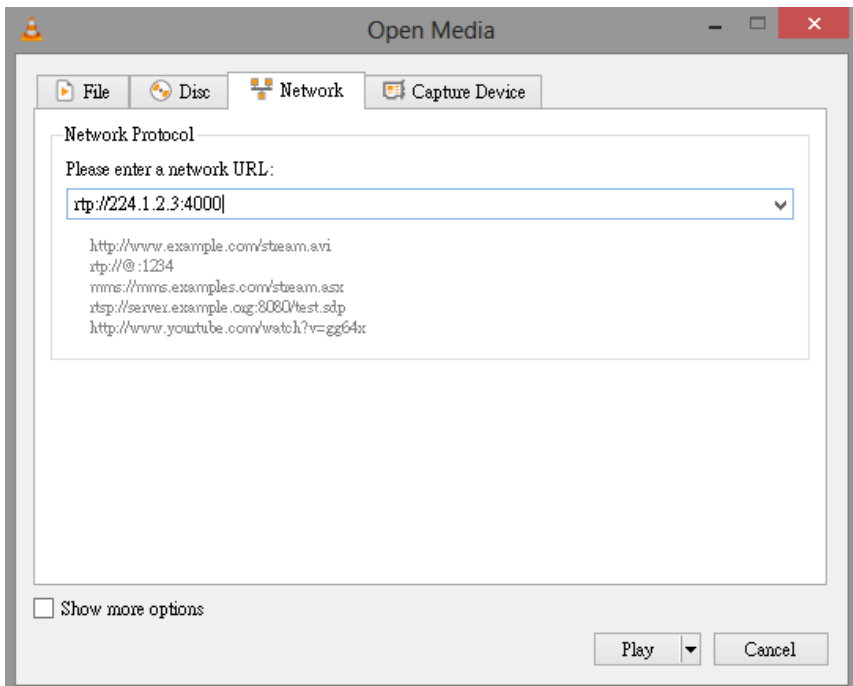 Open Media
File Disc Network Capture Device
Network Protocol
Please enter a network URL:
rtp://224.1.2.3:4000
http://www.example.com/stream.avi
rtp://@:1234
mms://mms.examples.com/stream.asx
rtsp://server.example.org:8080/test.sdp
http://www.yourtube.com/watch?v=gg64x
Show more options
Play Cancel